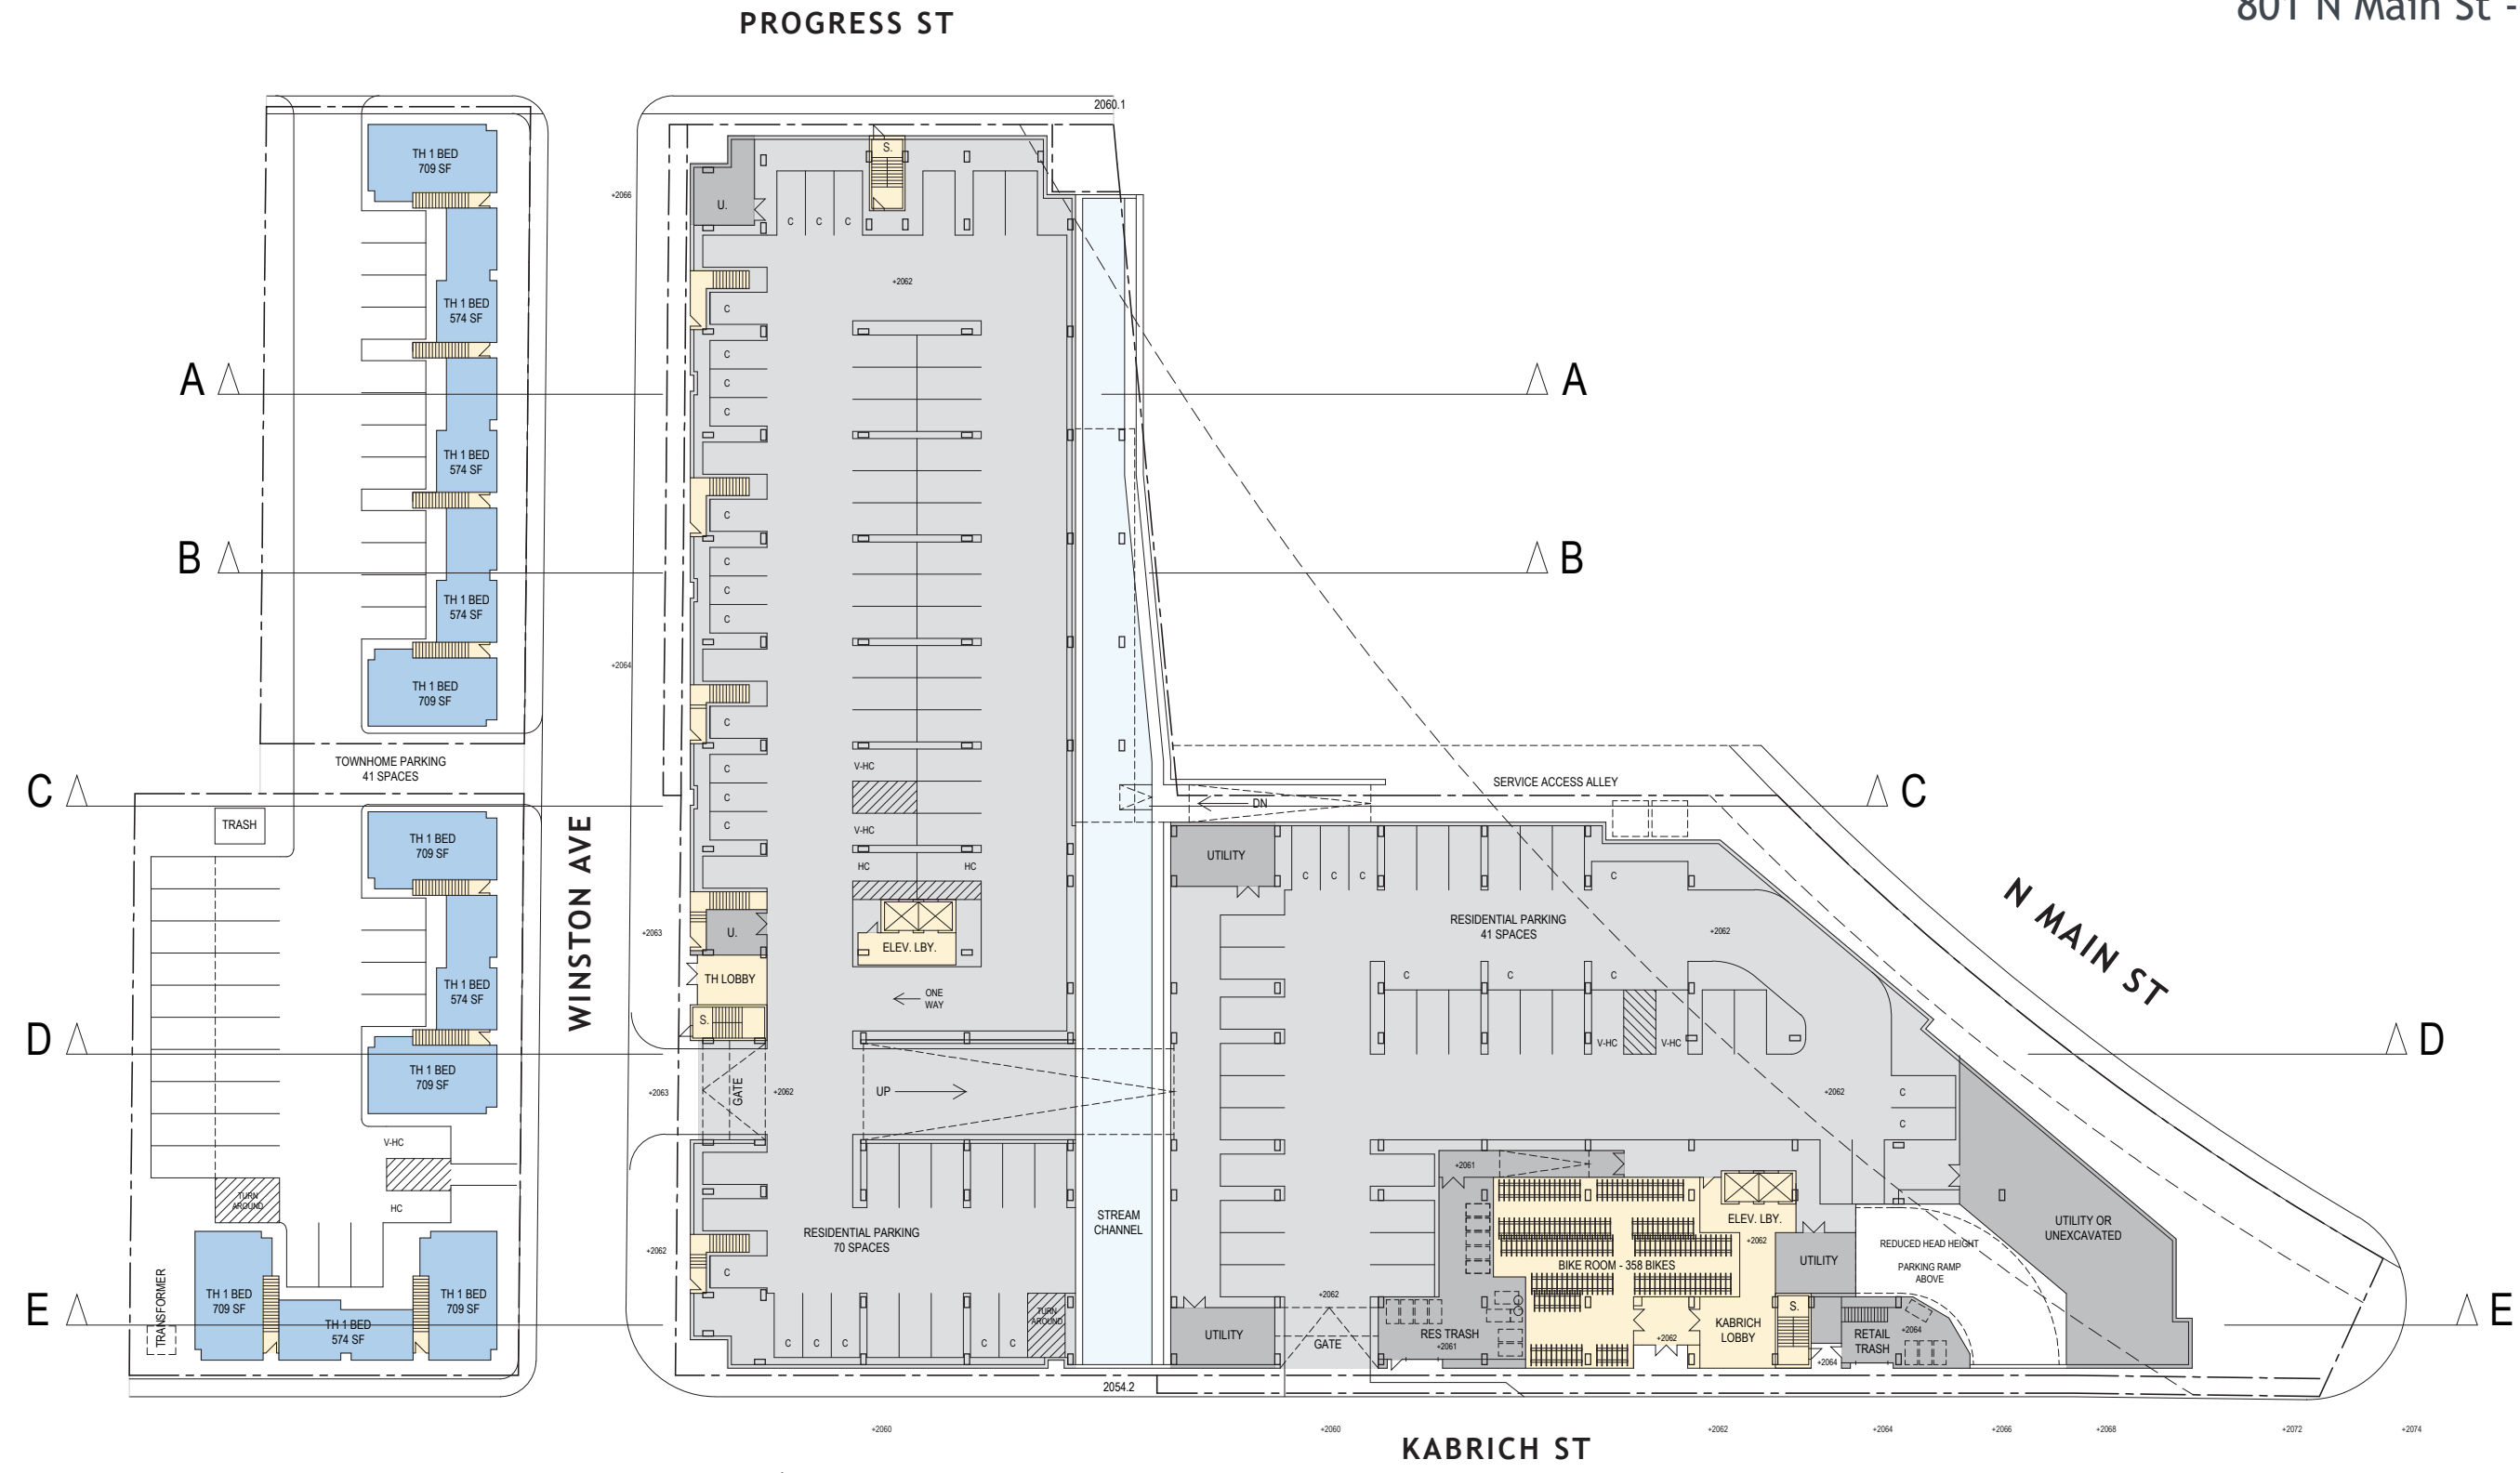 PROGRESS ST
801 N Main St -
2060.1
TH 1 BED
709 SF
S.
+2066
U.
C C C
+2062
TH 1 BED
574 SF
C
C
C
C
A
A
TH 1 BED
574 SF
C
B
B
C
C
C
TH 1 BED
574 SF
+2064
TH 1 BED
709 SF
C
TOWNHOME PARKING
41 SPACES
V-HC
C
C
C
SERVICE ACCESS ALLEY
C
C
DN
TRASH
V-HC
TH 1 BED
709 SF
WINSTON AVE
HC HC
UTILITY
C C C
C
N MAIN ST
RESIDENTIAL PARKING
41 SPACES
+2062
+2063
U.
ELEV. LBY.
TH LOBBY
C C C
TH 1 BED
574 SF
ONE
WAY
S.
D
D
V-HC V-HC
TH 1 BED
709 SF
+2063
GATE
+2062
UP
+2062
C
C
V-HC
+2061
TURN
AROUND
HC
STREAM
CHANNEL
ELEV. LBY.
UTILITY OR
UNEXCAVATED
RESIDENTIAL PARKING
70 SPACES
+2062
+2062
REDUCED HEAD HEIGHT
PARKING RAMP
ABOVE
BIKE ROOM - 358 BIKES
UTILITY
C
TRANSFORMER
TH 1 BED
709 SF
TH 1 BED
709 SF
+2062
E
E
TH 1 BED
574 SF
TURN
AROUND
C C C
C C
UTILITY
GATE
RES TRASH
+2061
+2062
KABRICH
LOBBY
S.
RETAIL
TRASH
+2064
+2064
2054.2
+2060
+2060
+2062
+2064
+2066
+2068
+2072
+2074
KABRICH ST